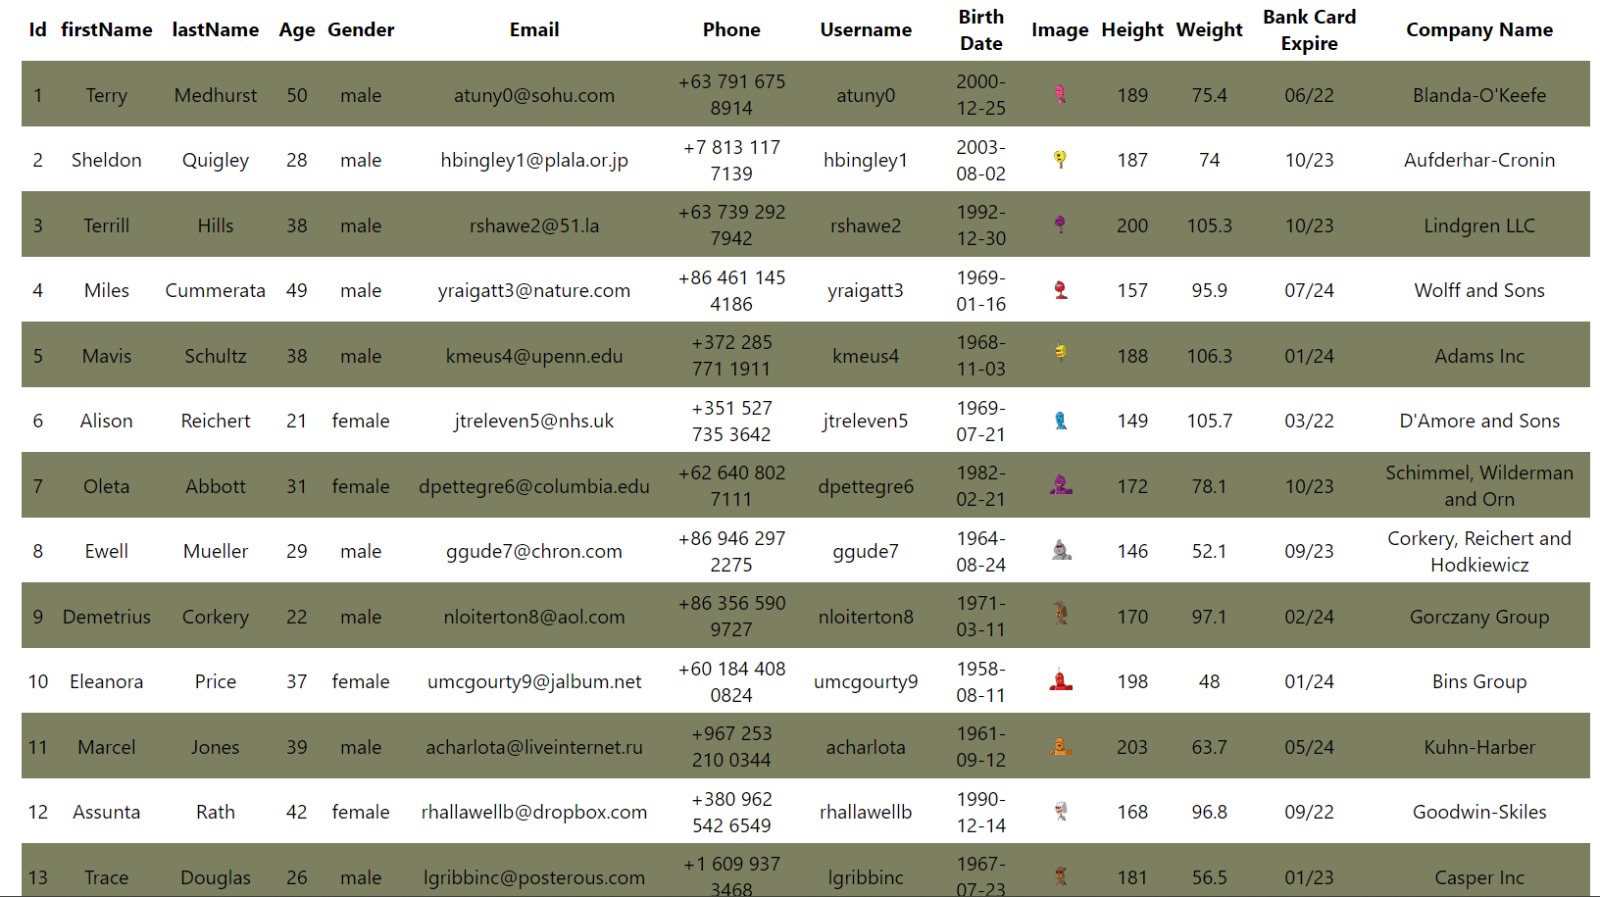 Id firstName lastName Age Gender Email Phone Username Birth Date Image Height Weight Bank Card Expire Company Name
1 Terry Medhurst 50 male atuny0@sohu.com +63 791 675 8914 atuny0 2000-12-25 189 75.4 06/22 Blanda-O'Keefe
2 Sheldon Quigley 28 male hbingley1@plala.or.jp +7 813 117 7139 hbingley1 2003-08-02 187 74 10/23 Aufderhar-Cronin
3 Terrill Hills 38 male rshawe2@51.la +63 739 292 7942 rshawe2 1992-12-30 200 105.3 10/23 Lindgren LLC
4 Miles Cummerata 49 male yraigatt3@nature.com +86 461 145 4186 yraigatt3 1969-01-16 157 95.9 07/24 Wolff and Sons
5 Mavis Schultz 38 male kmeus4@upenn.edu +372 285 771 1911 kmeus4 1968-11-03 188 106.3 01/24 Adams Inc
6 Alison Reichert 21 female jtreleven5@nhs.uk +351 527 735 3642 jtreleven5 1969-07-21 149 105.7 03/22 D'Amore and Sons
7 Oleta Abbott 31 female dpettegre6@columbia.edu +62 640 802 7111 dpettegre6 1982-02-21 172 78.1 10/23 Schimmel, Wilderman and Orn
8 Ewell Mueller 29 male ggude7@chron.com +86 946 297 2275 ggude7 1964-08-24 146 52.1 09/23 Corkery, Reichert and Hodkiewicz
9 Demetrius Corkery 22 male nloiterton8@aol.com +86 356 590 9727 nloiterton8 1971-03-11 170 97.1 02/24 Gorczany Group
10 Eleanora Price 37 female umcgourty9@jalbum.net +60 184 408 0824 umcgourty9 1958-08-11 198 48 01/24 Bins Group
11 Marcel Jones 39 male acharlota@liveinternet.ru +967 253 210 0344 acharlota 1961-09-12 203 63.7 05/24 Kuhn-Harber
12 Assunta Rath 42 female rhallawellb@dropbox.com +380 962 542 6549 rhallawellb 1990-12-14 168 96.8 09/22 Goodwin-Skiles
13 Trace Douglas 26 male lgribbinc@posterous.com +1 609 937 3468 lgribbinc 1967-07-23 181 56.5 01/23 Casper Inc